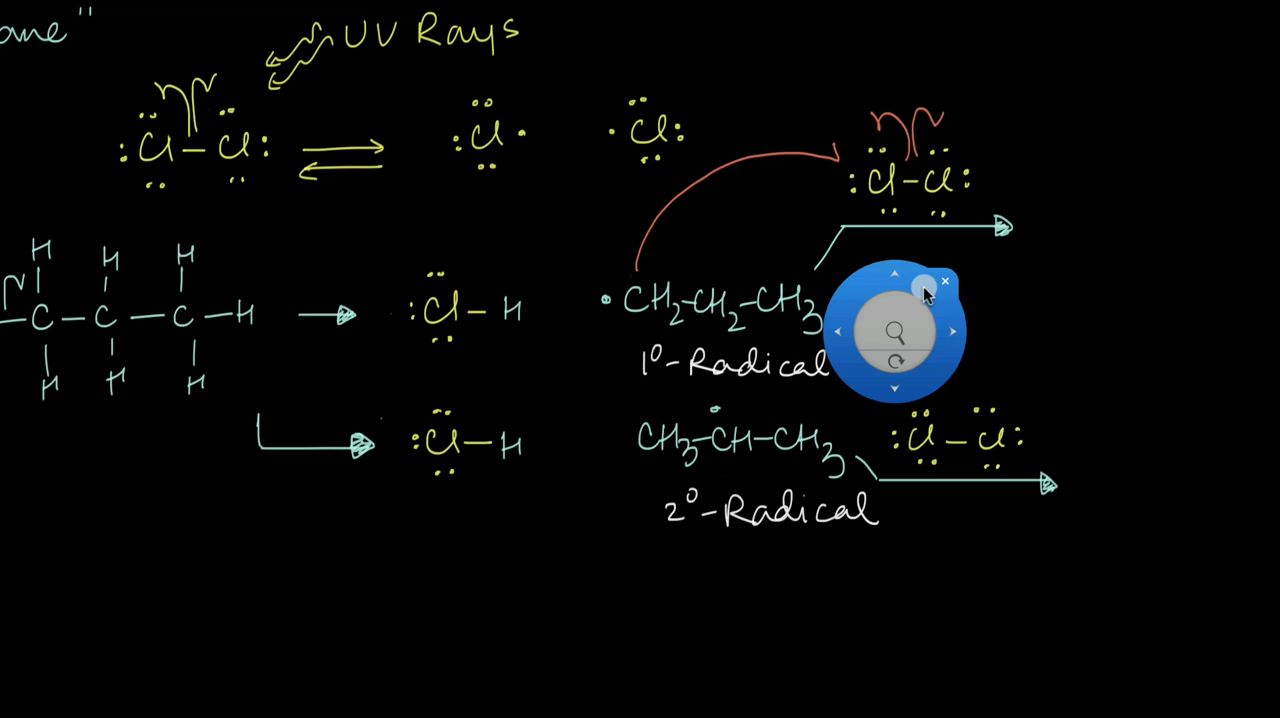 ane"
UV Rays
:Cl–Cl: ⇌ :Cl· ·Cl:
:Cl–Cl:
H H H
C–C–C–H → :Cl–H ·CH2–CH2–CH3
H H H
1°-Radical
:Cl–H CH3–ĊH–CH3 :Cl–Cl:
2°-Radical